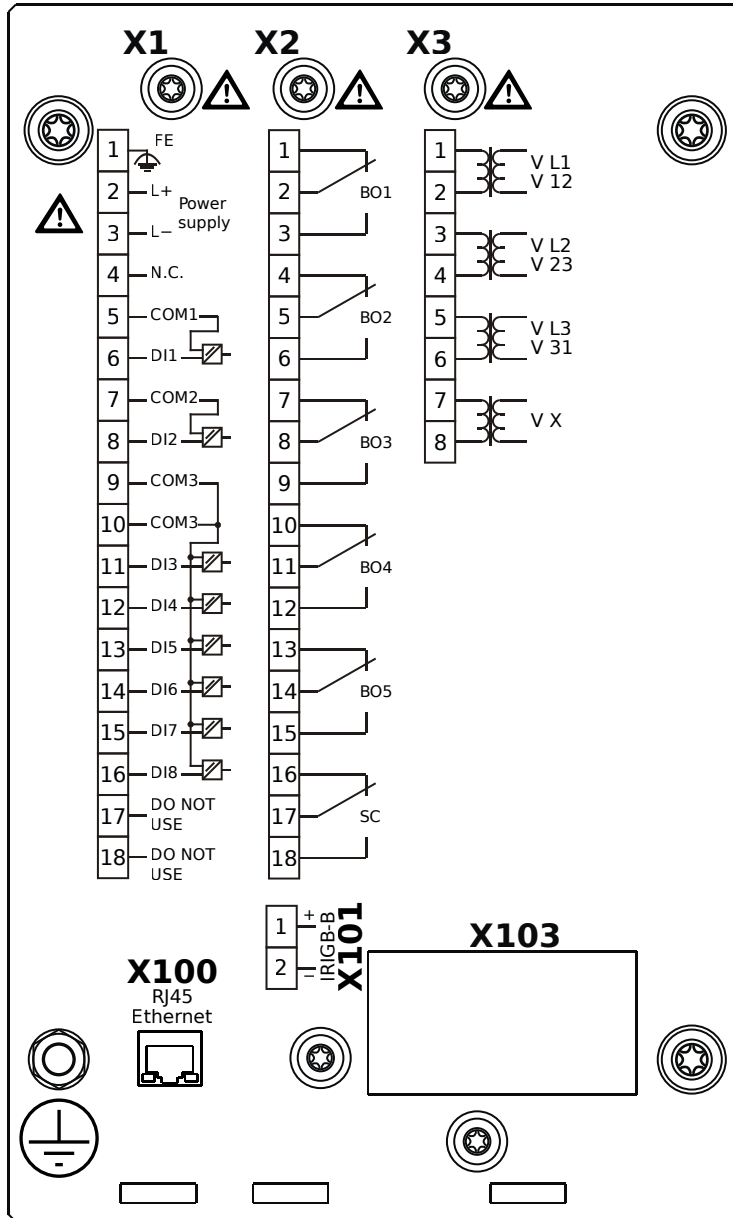 X1 X2 X3
1 FE
2 L+
Power
supply
3 L−
4 N.C.
5 COM1
6 DI1
7 COM2
8 DI2
9 COM3
10 COM3
11 DI3
12 DI4
13 DI5
14 DI6
15 DI7
16 DI8
17 DO NOT
USE
18 DO NOT
USE
1
2 BO1
3
4
5 BO2
6
7
8 BO3
9
10
11 BO4
12
13
14 BO5
15
16
17 SC
18
1 V L1
2 V 12
3 V L2
4 V 23
5 V L3
6 V 31
7 V X
8
1 +
2 −
IRIGB-B
X101
X103
X100
RJ45
Ethernet